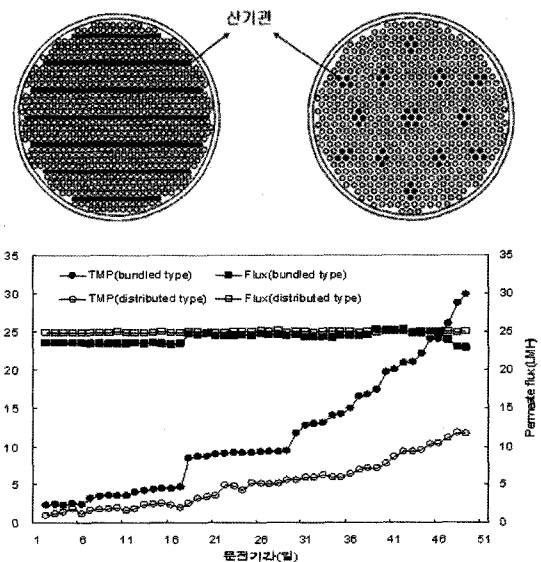 산기관
35
30
25
20
15
10
5
0
TMP(bundled type) Flux(bundled type)
TMP(distributed type) Flux(distributed type)
35
30
25
20
15
10
5
0
Permeate flux(LMH)
1 6 11 16 21 26 31 36 41 46 51
운전기간(일)